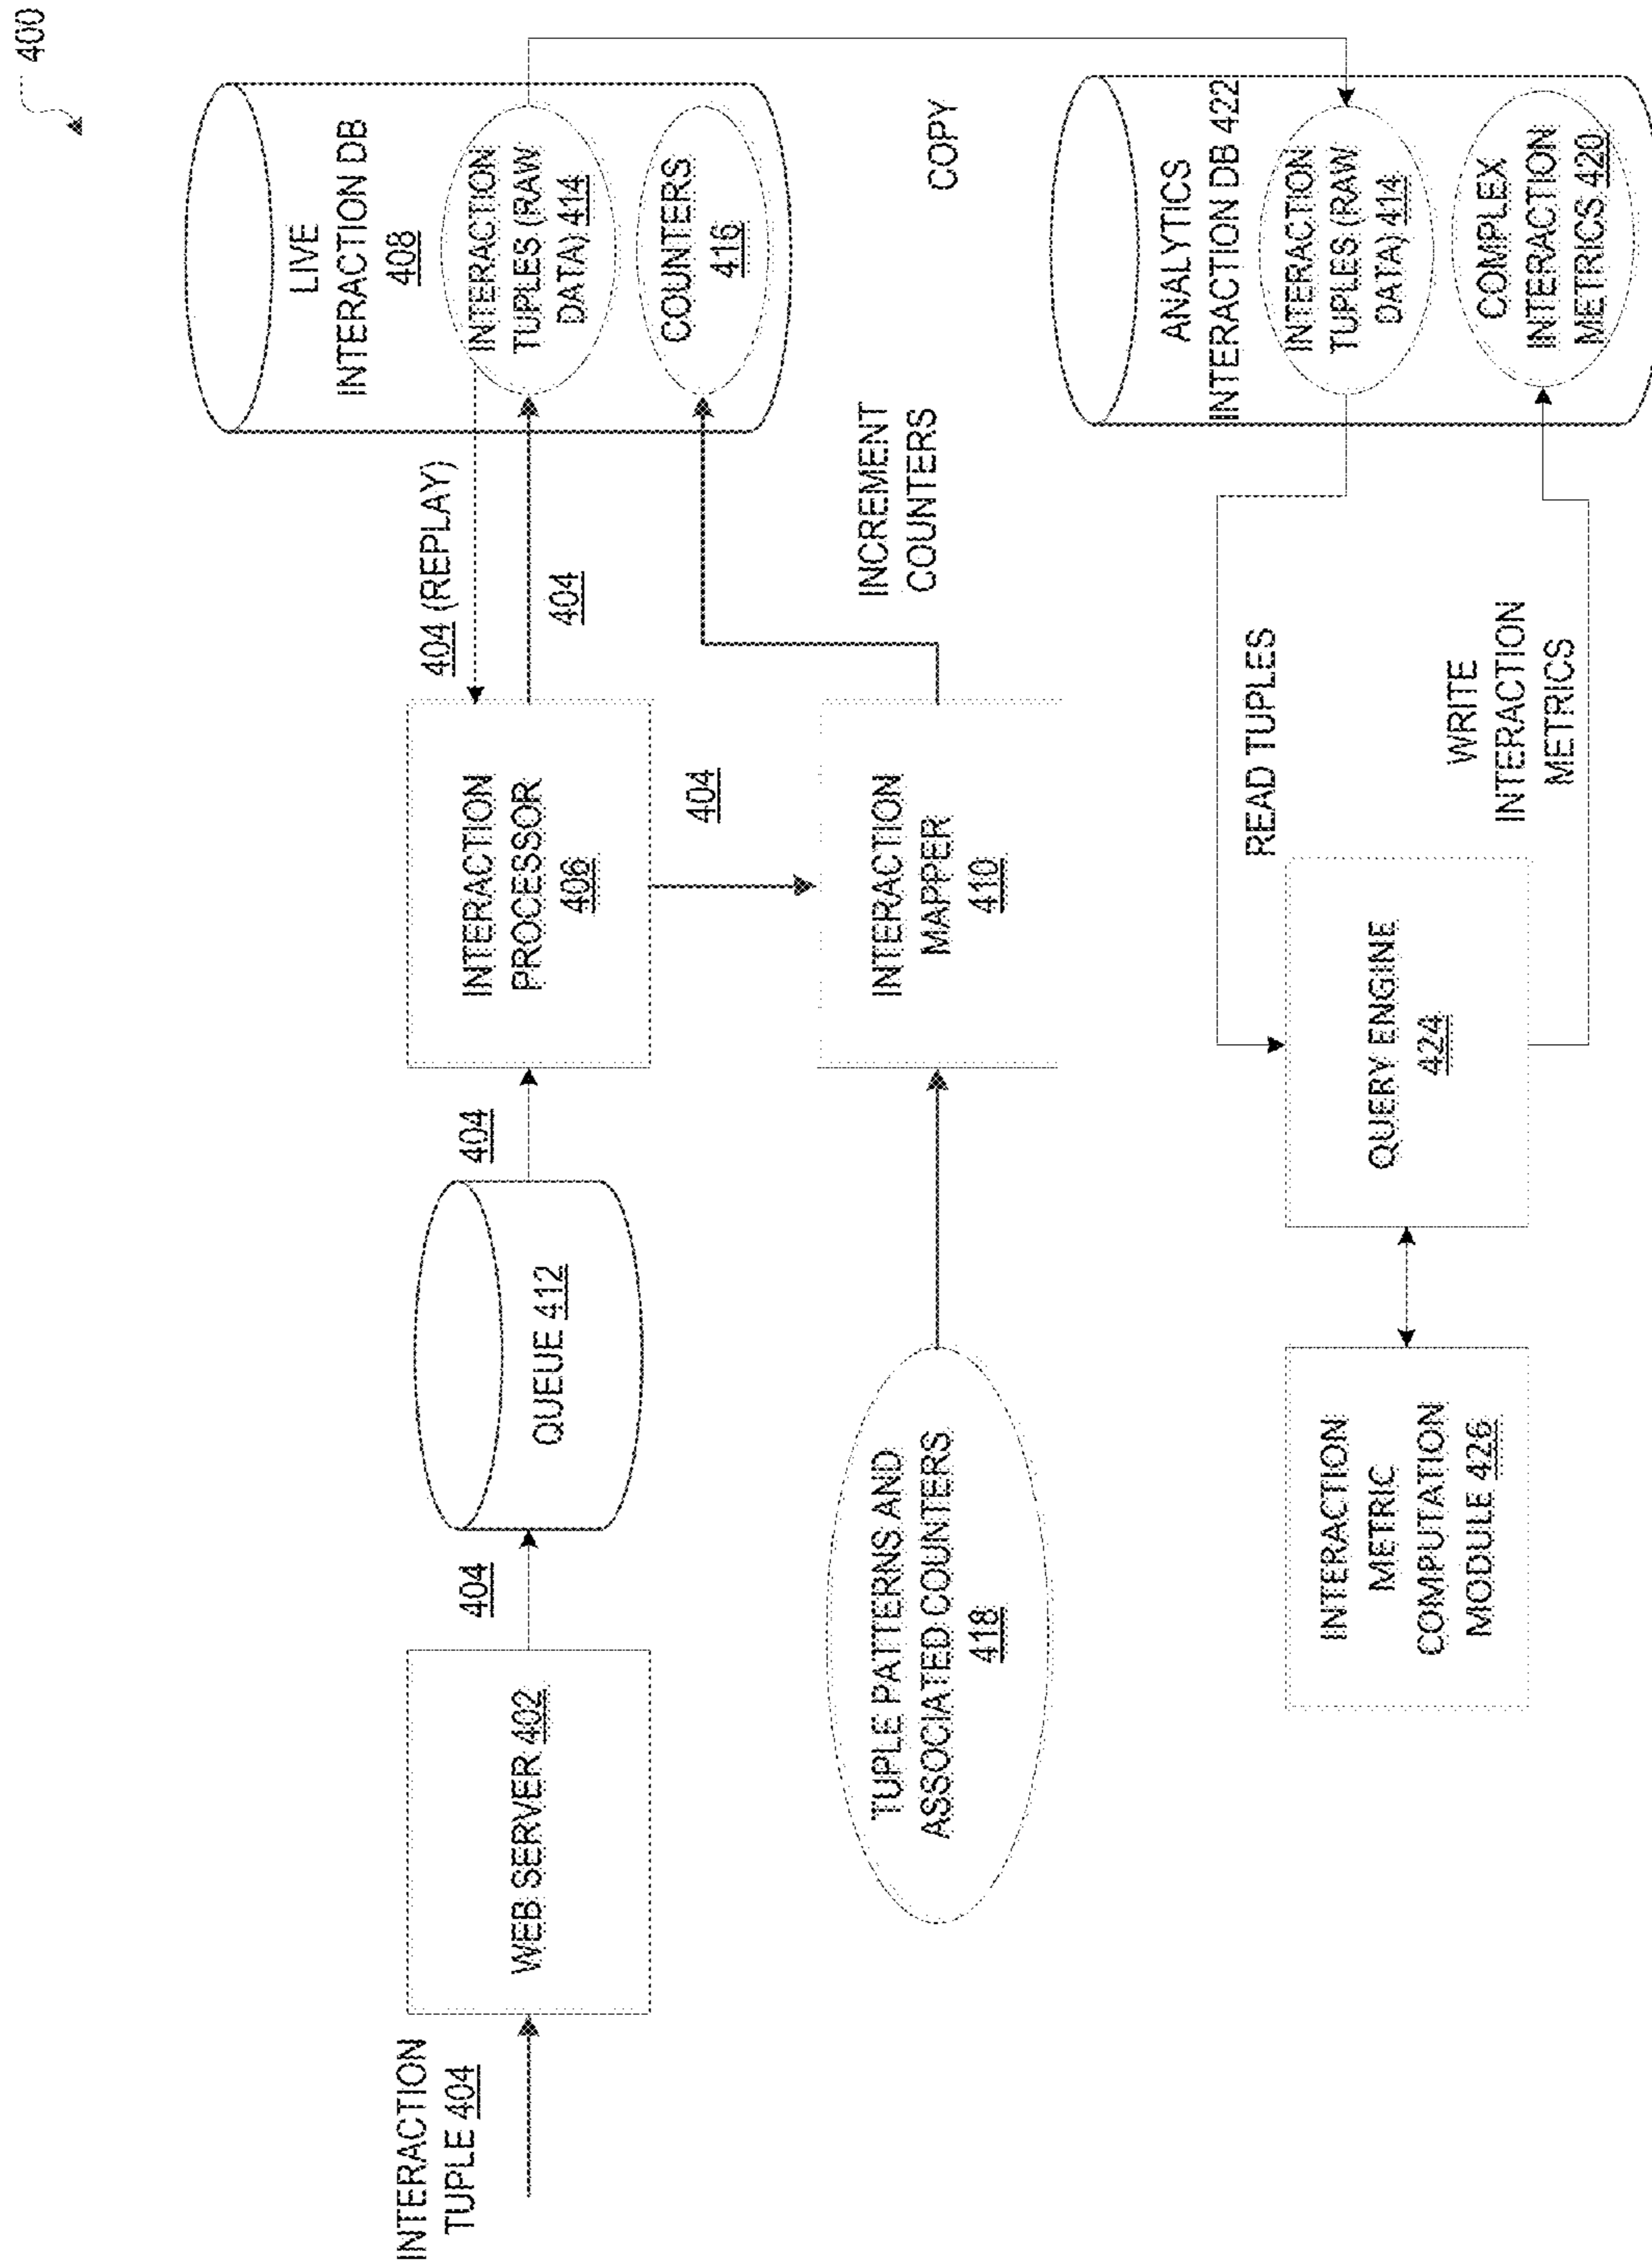 400
INTERACTION
TUPLE 404
WEB SERVER 402
404
QUEUE 412
404
INTERACTION
PROCESSOR
406
404 (REPLAY)
404
404
LIVE
INTERACTION DB
408
INTERACTION
TUPLES (RAW
DATA) 414
COUNTERS
416
TUPLE PATTERNS AND
ASSOCIATED COUNTERS
418
INTERACTION
MAPPER
410
INCREMENT
COUNTERS
COPY
INTERACTION
METRIC
COMPUTATION
MODULE 426
QUERY ENGINE
424
READ TUPLES
WRITE
INTERACTION
METRICS
ANALYTICS
INTERACTION DB 422
INTERACTION
TUPLES (RAW
DATA) 414
COMPLEX
INTERACTION
METRICS 420